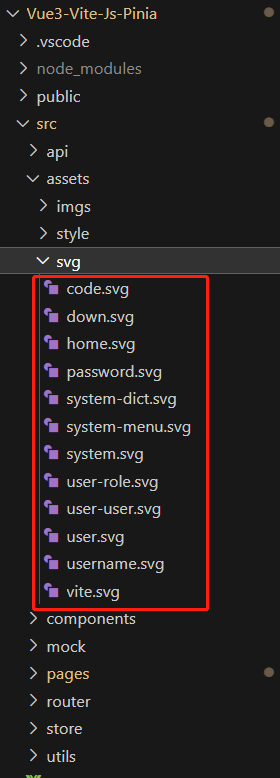 Vue3-Vite-Js-Pinia
.vscode
node_modules
public
src
api
assets
imgs
style
svg
code.svg
down.svg
home.svg
password.svg
system-dict.svg
system-menu.svg
system.svg
user-role.svg
user-user.svg
user.svg
username.svg
vite.svg
components
mock
pages
router
store
utils